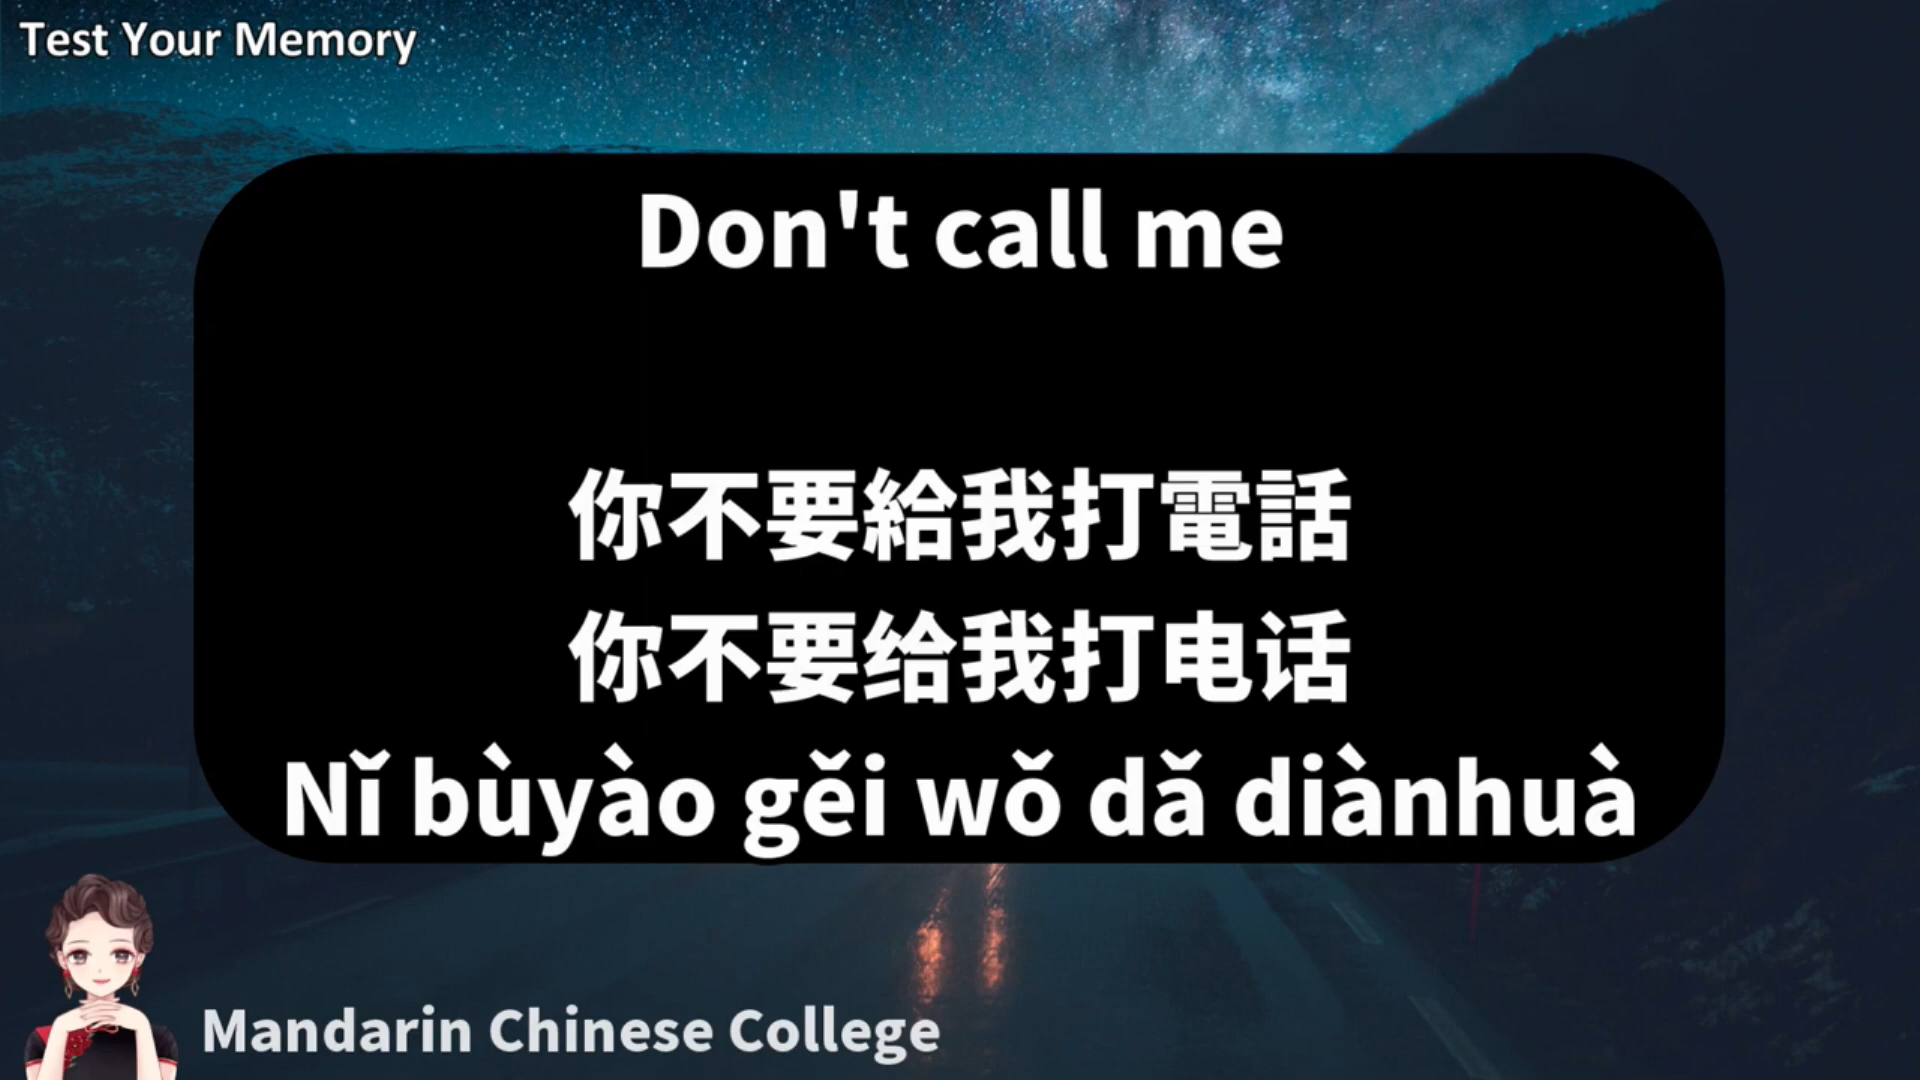 Test Your Memory
Don't call me
你不要給我打電話
你不要给我打电话
Nǐ bùyào gěi wǒ dǎ diànhuà
Mandarin Chinese College